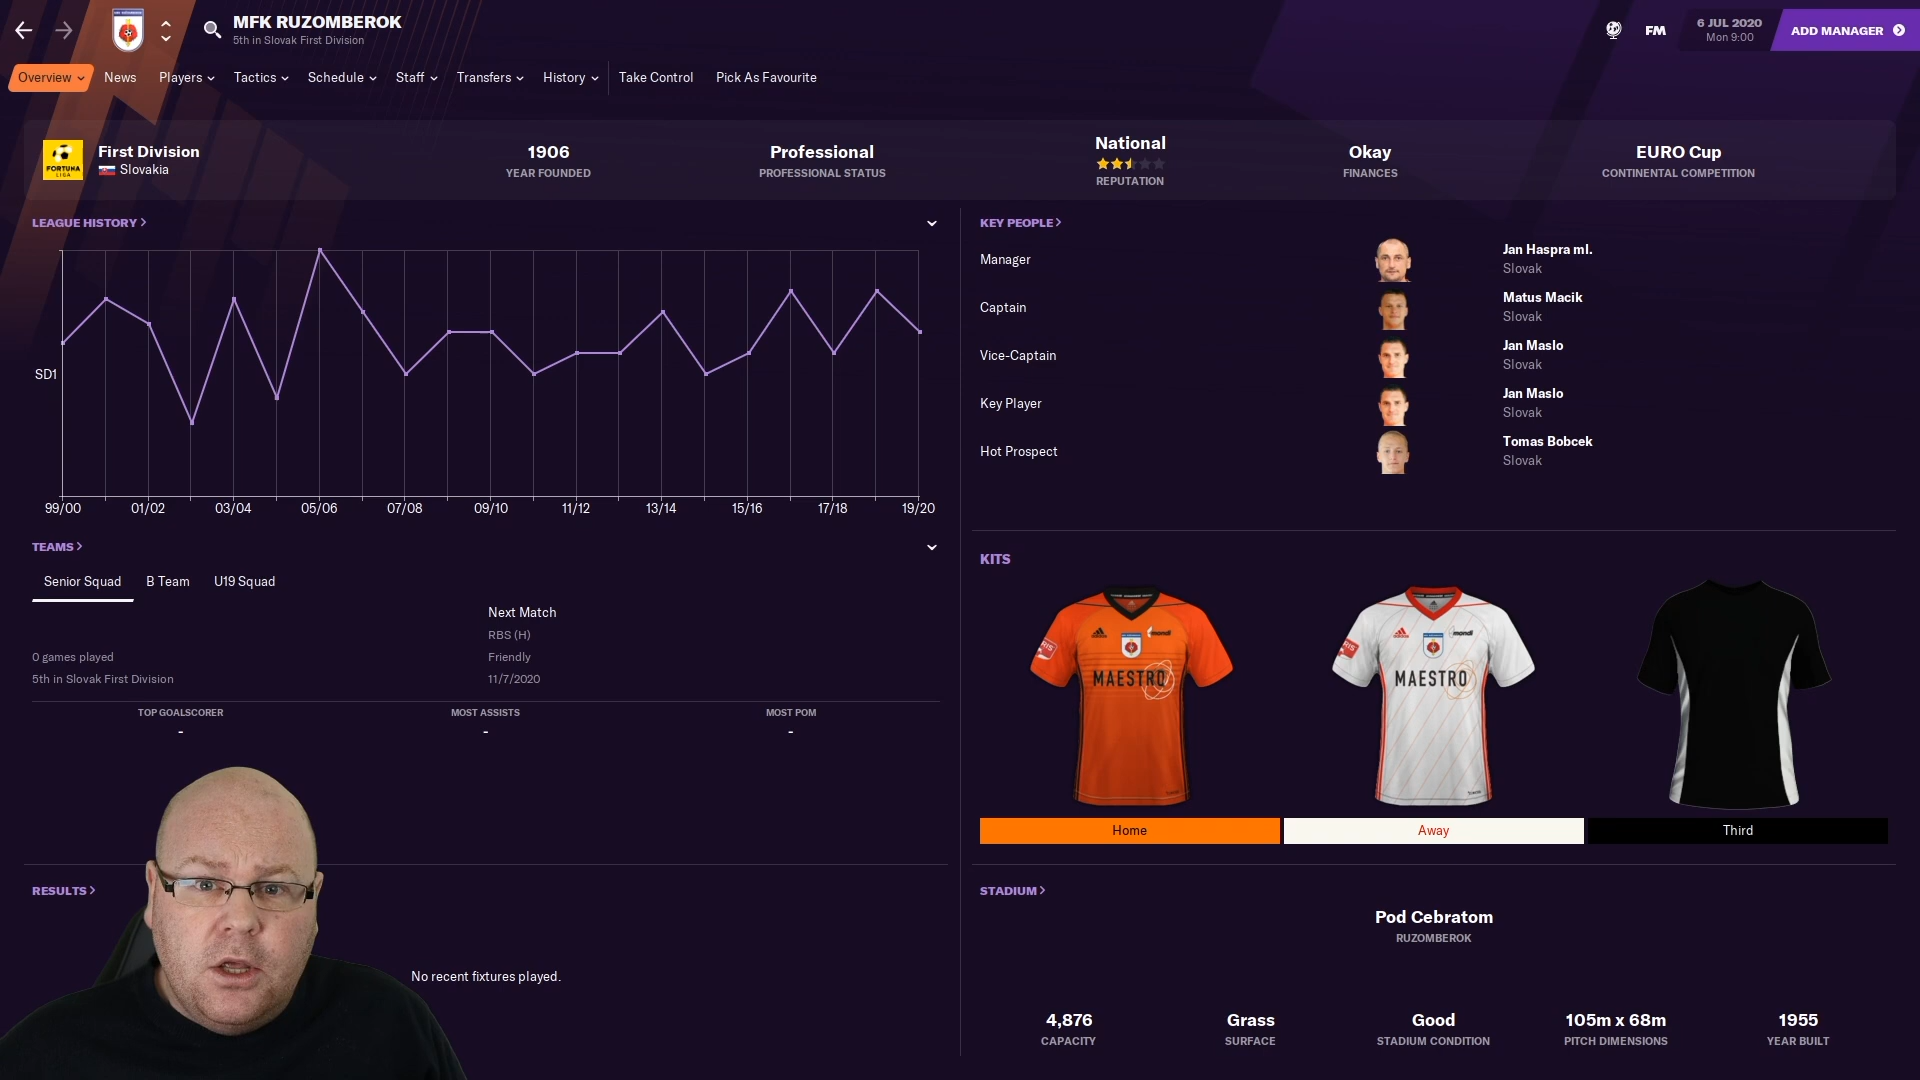 MFK RUZOMBEROK
5th in Slovak First Division
FM
6 JUL 2020
Mon 9:00
ADD MANAGER
Overview
News
Players
Tactics
Schedule
Staff
Transfers
History
Take Control
Pick As Favourite
FORTUNA
LIGA
First Division
Slovakia
1906
YEAR FOUNDED
Professional
PROFESSIONAL STATUS
National
REPUTATION
Okay
FINANCES
EURO Cup
CONTINENTAL COMPETITION
LEAGUE HISTORY
SD1
99/00 01/02 03/04 05/06 07/08 09/10 11/12 13/14 15/16 17/18 19/20
KEY PEOPLE
Manager
Jan Haspra ml.
Slovak
Captain
Matus Macik
Slovak
Vice-Captain
Jan Maslo
Slovak
Key Player
Jan Maslo
Slovak
Hot Prospect
Tomas Bobcek
Slovak
TEAMS
Senior Squad
B Team
U19 Squad
Next Match
RBS (H)
0 games played
Friendly
5th in Slovak First Division
11/7/2020
TOP GOALSCORER
-
MOST ASSISTS
-
MOST POM
-
RESULTS
No recent fixtures played.
KITS
mondi
MAESTRO
mondi
MAESTRO
Home
Away
Third
STADIUM
Pod Cebratom
RUZOMBEROK
4,876
CAPACITY
Grass
SURFACE
Good
STADIUM CONDITION
105m x 68m
PITCH DIMENSIONS
1955
YEAR BUILT